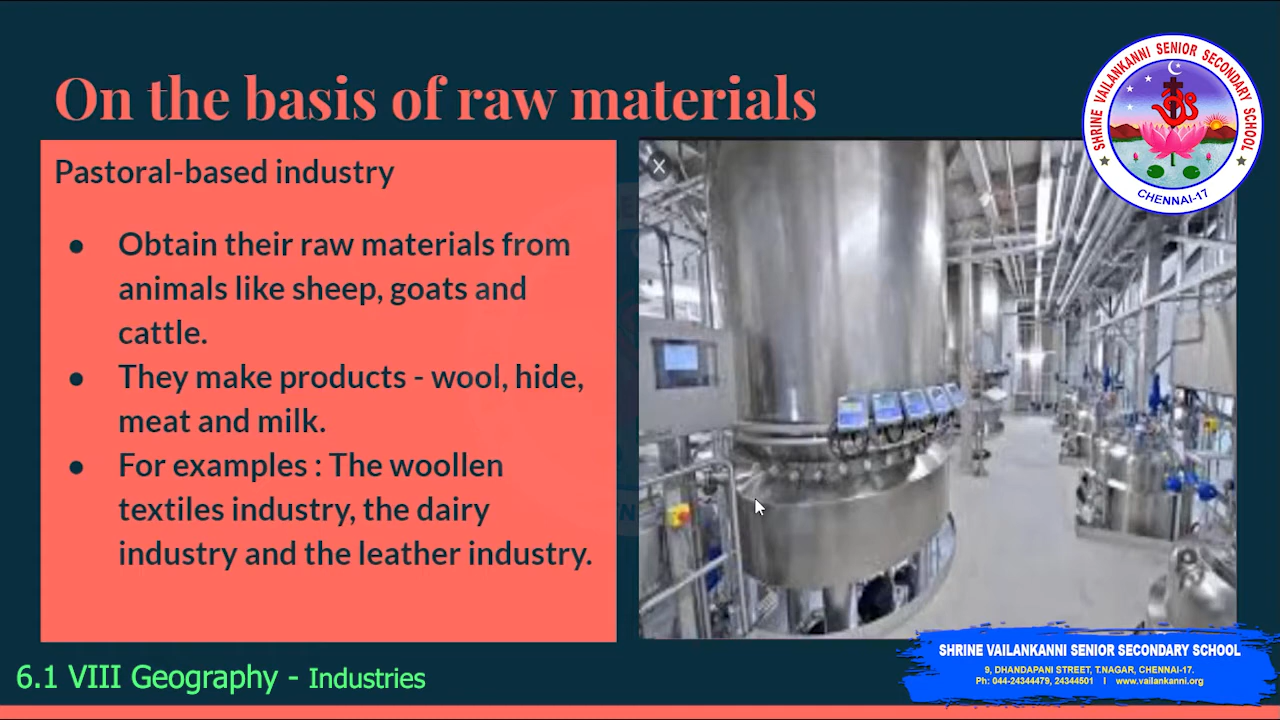 On the basis of raw materials
Pastoral-based industry
● Obtain their raw materials from
animals like sheep, goats and
cattle.
● They make products - wool, hide,
meat and milk.
● For examples : The woollen
textiles industry, the dairy
industry and the leather industry.
SHRINE VAILANKANNI SENIOR SECONDARY SCHOOL
CHENNAI-17
6.1 VIII Geography - Industries
SHRINE VAILANKANNI SENIOR SECONDARY SCHOOL
9, DHANDAPANI STREET, T.NAGAR, CHENNAI-17.
Ph: 044-24344479, 24344501 I www.vailankanni.org